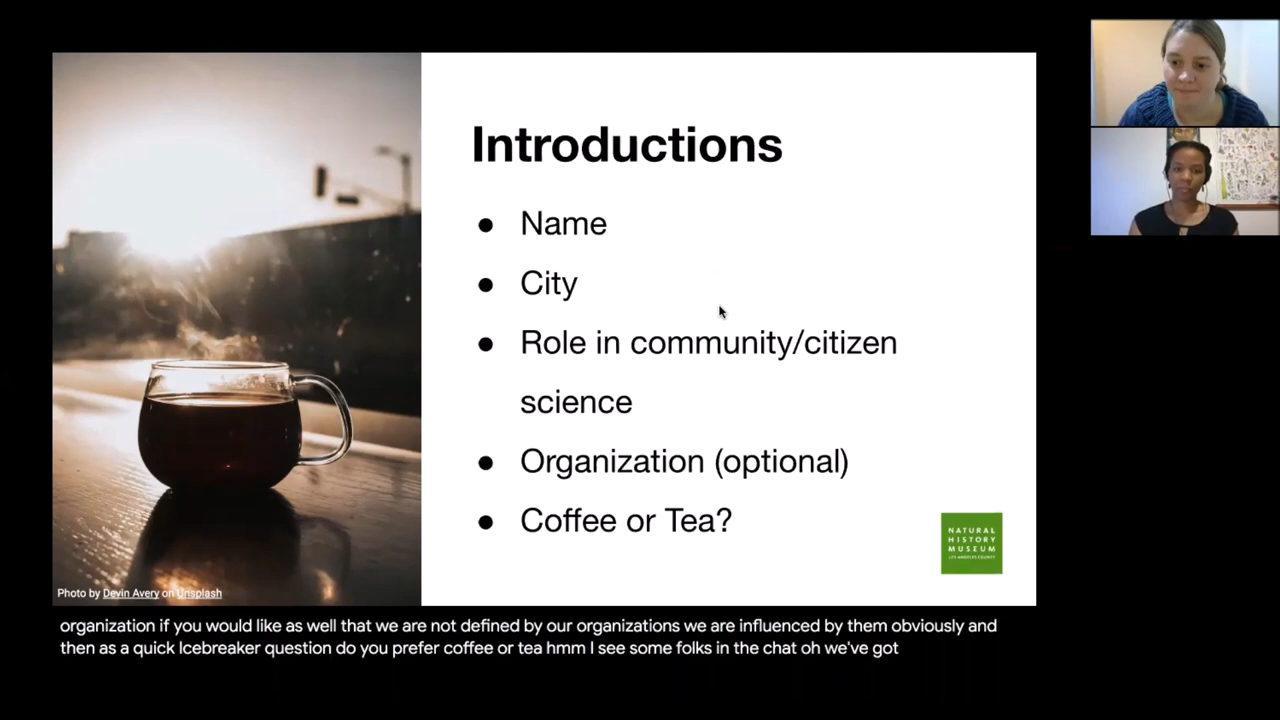 Introductions
● Name
● City
● Role in community/citizen
science
● Organization (optional)
● Coffee or Tea?
NATURAL
HISTORY
MUSEUM
LOS ANGELES COUNTY
Photo by Devin Avery on Unsplash
organization if you would like as well that we are not defined by our organizations we are influenced by them obviously and
then as a quick Icebreaker question do you prefer coffee or tea hmm I see some folks in the chat oh we've got